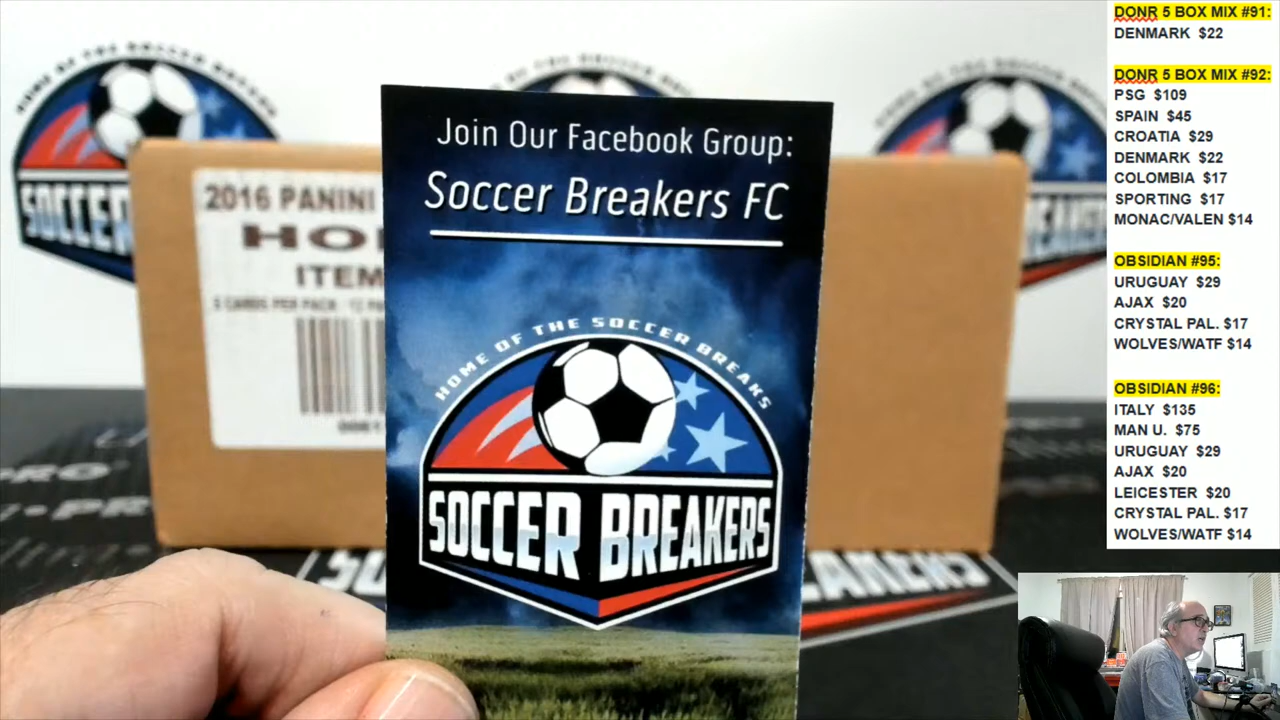 Join Our Facebook Group:
Soccer Breakers FC
HOME OF THE SOCCER BREAKS
SOCCER BREAKERS
2016 PANINI
ITEM
SOCCER
DONR 5 BOX MIX #91:
DENMARK $22
DONR 5 BOX MIX #92:
PSG $109
SPAIN $45
CROATIA $29
DENMARK $22
COLOMBIA $17
SPORTING $17
MONAC/VALEN $14
OBSIDIAN #95:
URUGUAY $29
AJAX $20
CRYSTAL PAL. $17
WOLVES/WATF $14
OBSIDIAN #96:
ITALY $135
MAN U. $75
URUGUAY $29
AJAX $20
LEICESTER $20
CRYSTAL PAL. $17
WOLVES/WATF $14